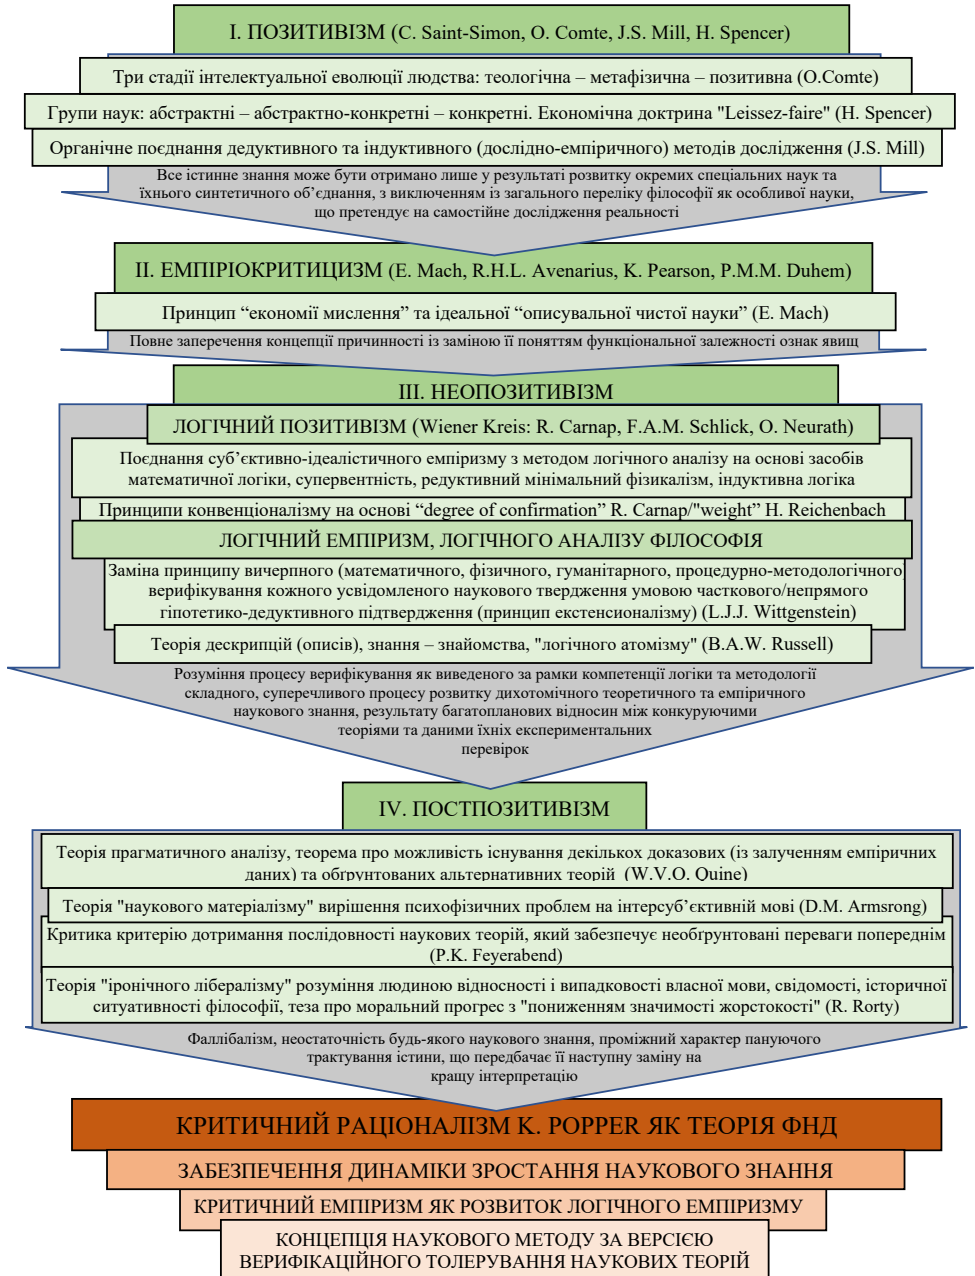 І. ПОЗИТИВІЗМ (C. Saint-Simon, O. Comte, J.S. Mill, H. Spencer)
Три стадії інтелектуальної еволюції людства: теологічна – метафізична – позитивна (O.Comte)
Групи наук: абстрактні – абстрактно-конкретні – конкретні. Економічна доктрина "Leissez-faire" (H. Spencer)
Органічне поєднання дедуктивного та індуктивного (дослідно-емпіричного) методів дослідження (J.S. Mill)
Все істинне знання може бути отримано лише у результаті розвитку окремих спеціальних наук та
їхнього синтетичного об’єднання, з виключенням із загального переліку філософії як особливої науки,
що претендує на самостійне дослідження реальності
ІІ. ЕМПІРІОКРИТИЦИЗМ (E. Mach, R.H.L. Avenarius, K. Pearson, P.M.M. Duhem)
Принцип “економії мислення” та ідеальної “описувальної чистої науки” (E. Mach)
Повне заперечення концепції причинності із заміною її поняттям функціональної залежності ознак явищ
ІІІ. НЕОПОЗИТИВІЗМ
ЛОГІЧНИЙ ПОЗИТИВІЗМ (Wiener Kreis: R. Carnap, F.A.M. Schlick, O. Neurath)
Поєднання суб’єктивно-ідеалістичного емпіризму з методом логічного аналізу на основі засобів
математичної логіки, супервентність, редуктивний мінімальний фізикалізм, індуктивна логіка
Принципи конвенціоналізму на основі “degree of confirmation” R. Carnap/"weight” H. Reichenbach
ЛОГІЧНИЙ ЕМПІРИЗМ, ЛОГІЧНОГО АНАЛІЗУ ФІЛОСОФІЯ
Заміна принципу вичерпного (математичного, фізичного, гуманітарного, процедурно-методологічного)
верифікування кожного усвідомленого наукового твердження умовою часткового/непрямого
гіпотетико-дедуктивного підтвердження (принцип екстенсионалізму) (L.J.J. Wittgenstein)
Теорія дескрипцій (описів), знання – знайомства, "логічного атомізму" (B.A.W. Russell)
Розуміння процесу верифікування як виведеного за рамки компетенції логіки та методології
складного, суперечливого процесу розвитку дихотомічного теоретичного та емпіричного
наукового знання, результату багатопланових відносин між конкуруючими
теоріями та даними їхніх експериментальних
перевірок
IV. ПОСТПОЗИТИВІЗМ
Теорія прагматичного аналізу, теорема про можливість існування декількох доказових (із залученням емпіричних
даних) та обґрунтованих альтернативних теорій (W.V.O. Quine)
Теорія "наукового матеріалізму" вирішення психофізичних проблем на інтерсуб’єктивній мові (D.M. Armsrong)
Критика критерію дотримання послідовності наукових теорій, який забезпечує необґрунтовані переваги попереднім
(P.K. Feyerabend)
Теорія "іронічного лібералізму" розуміння людиною відносності і випадковості власної мови, свідомості, історичної
ситуативності філософії, теза про моральний прогрес з "пониженням значимості жорстокості" (R. Rorty)
Фаллібалізм, неостаточність будь-якого наукового знання, проміжний характер пануючого
трактування істини, що передбачає її наступну заміну на
кращу інтерпретацію
КРИТИЧНИЙ РАЦІОНАЛІЗМ K. POPPER ЯК ТЕОРІЯ ФНД
ЗАБЕЗПЕЧЕННЯ ДИНАМІКИ ЗРОСТАННЯ НАУКОВОГО ЗНАННЯ
КРИТИЧНИЙ ЕМПІРИЗМ ЯК РОЗВИТОК ЛОГІЧНОГО ЕМПІРИЗМУ
КОНЦЕПЦІЯ НАУКОВОГО МЕТОДУ ЗА ВЕРСІЄЮ
ВЕРИФІКАЦІЙНОГО ТОЛЕРУВАННЯ НАУКОВИХ ТЕОРІЙ